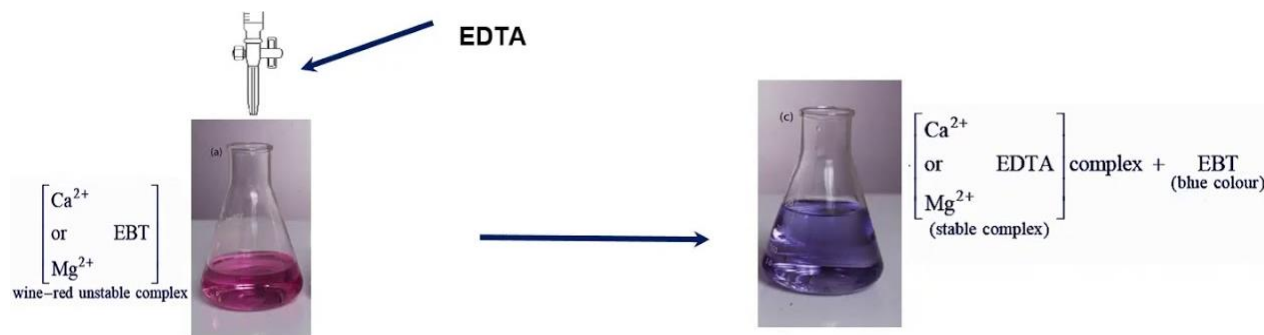 EDTA
(a)
Ca²⁺
or EBT
Mg²⁺
wine-red unstable complex
(c)
Ca²⁺
or EDTA
Mg²⁺
(stable complex)
complex + EBT
(blue colour)